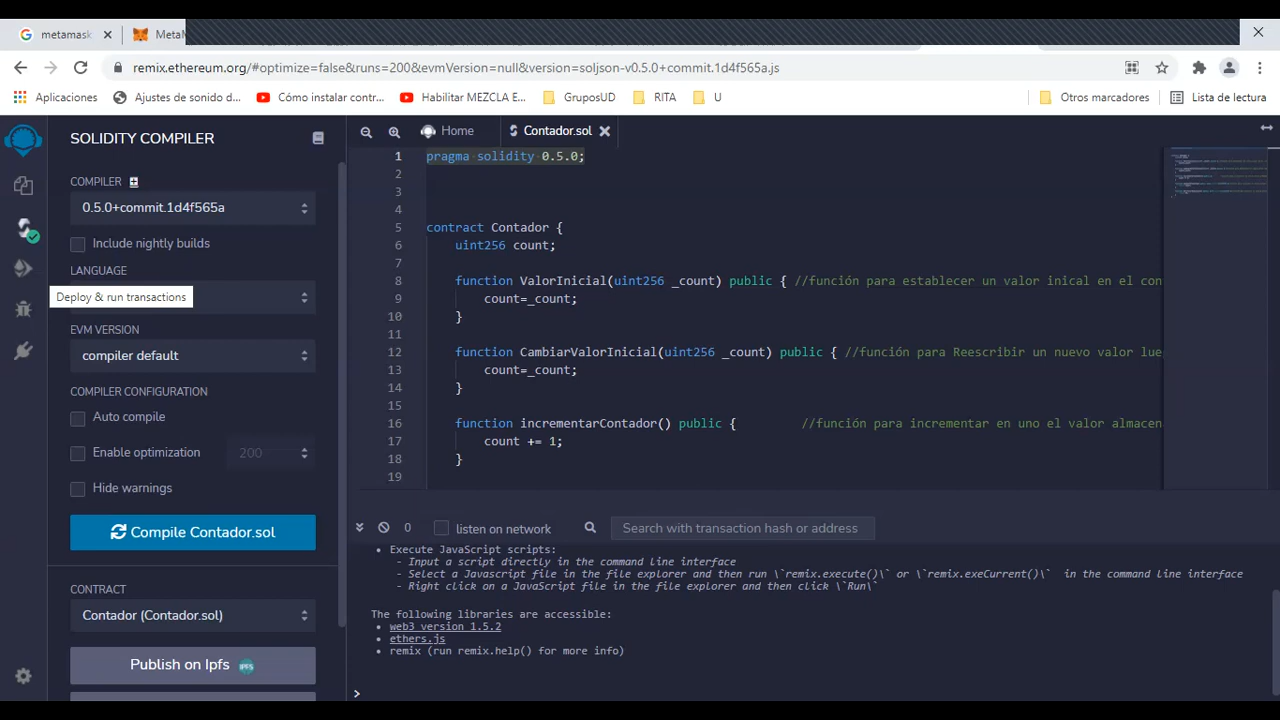 metamask
MetaM
remix.ethereum.org/#optimize=false&runs=200&evmVersion=null&version=soljson-v0.5.0+commit.1d4f565a.js
Aplicaciones
Ajustes de sonido d...
Cómo instalar contr...
Habilitar MEZCLA E...
GruposUD
RITA
U
Otros marcadores
Lista de lectura
SOLIDITY COMPILER
COMPILER
0.5.0+commit.1d4f565a
Include nightly builds
LANGUAGE
Deploy & run transactions
EVM VERSION
compiler default
COMPILER CONFIGURATION
Auto compile
Enable optimization
200
Hide warnings
Compile Contador.sol
CONTRACT
Contador (Contador.sol)
Publish on Ipfs
IPFS
Home
Contador.sol
1 pragma solidity 0.5.0;
2
3
4
5 contract Contador {
6 uint256 count;
7
8 function ValorInicial(uint256 _count) public { //función para establecer un valor inical en el con
9 count=_count;
10 }
11
12 function CambiarValorInicial(uint256 _count) public { //función para Reescribir un nuevo valor lue
13 count=_count;
14 }
15
16 function incrementarContador() public { //función para incrementar en uno el valor almacen
17 count += 1;
18 }
19
0
listen on network
Search with transaction hash or address
• Execute JavaScript scripts:
- Input a script directly in the command line interface
- Select a Javascript file in the file explorer and then run \`remix.execute()\` or \`remix.exeCurrent()\` in the command line interface
- Right click on a JavaScript file in the file explorer and then click \`Run\`
The following libraries are accessible:
• web3 version 1.5.2
• ethers.js
• remix (run remix.help() for more info)
>